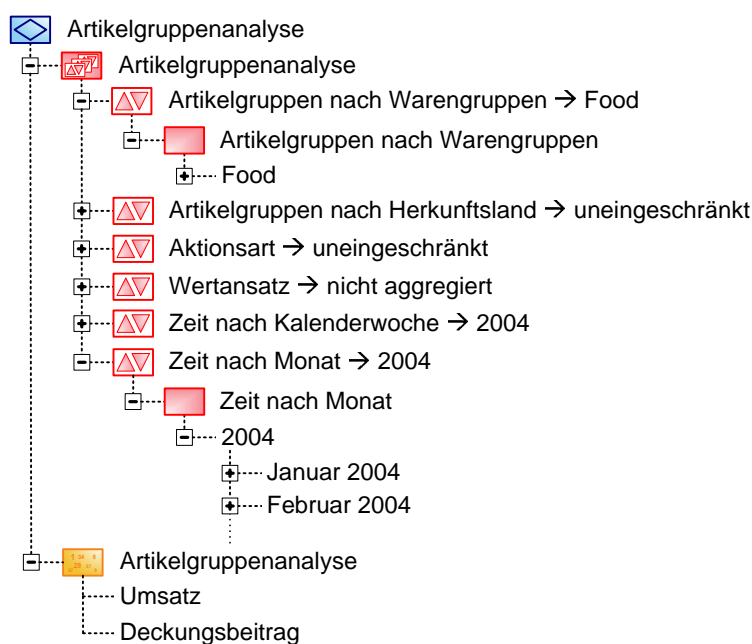 Artikelgruppenanalyse
Artikelgruppenanalyse
Artikelgruppen nach Warengruppen → Food
Artikelgruppen nach Warengruppen
Food
Artikelgruppen nach Herkunftsland → uneingeschränkt
Aktionsart → uneingeschränkt
Wertansatz → nicht aggregiert
Zeit nach Kalenderwoche → 2004
Zeit nach Monat → 2004
Zeit nach Monat
2004
Januar 2004
Februar 2004
Artikelgruppenanalyse
Umsatz
Deckungsbeitrag